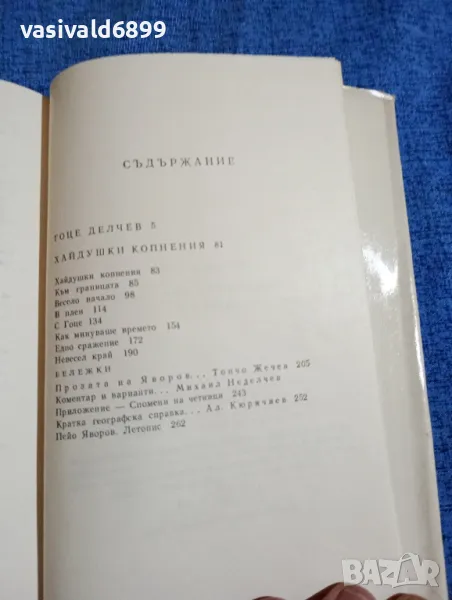 vasivald6899
СЪДЪРЖАНИЕ
ГОЦЕ ДЕЛЧЕВ 5
ХАЙДУШКИ КОПНЕНИЯ 81
Хайдушки копнения 83
Към границата 85
Весело начало 98
В плен 114
С Гоце 134
Как минуваше времето 154
Едно сражение 172
Невесел край 190
БЕЛЕЖКИ
Прозата на Яворов... Тончо Жечев 205
Коментар и варианти... Михаил Неделчев
Приложение — Спомени на четници 243
Кратка географска справка... Ал. Кюркчиев 252
Пейо Яворов. Летопис 262
BAZAR